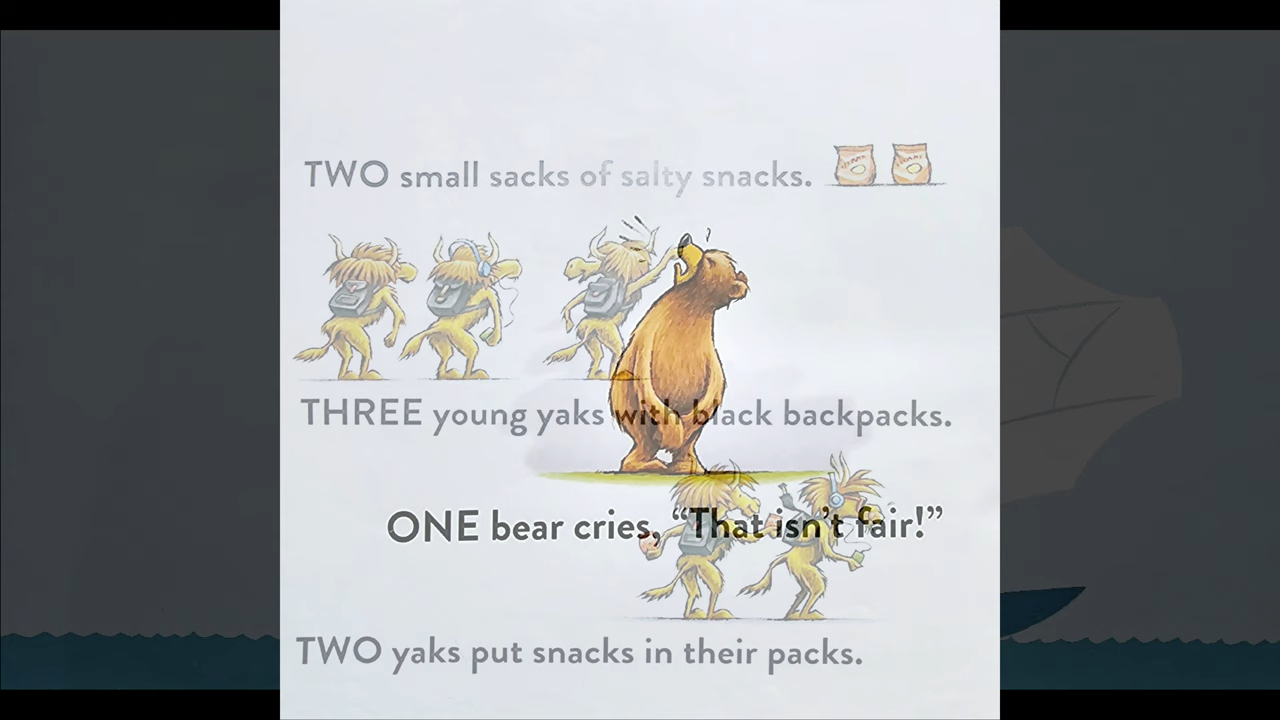 TWO small sacks of salty snacks.
THREE young yaks with black backpacks.
ONE bear cries, “That isn’t fair!”
TWO yaks put snacks in their packs.